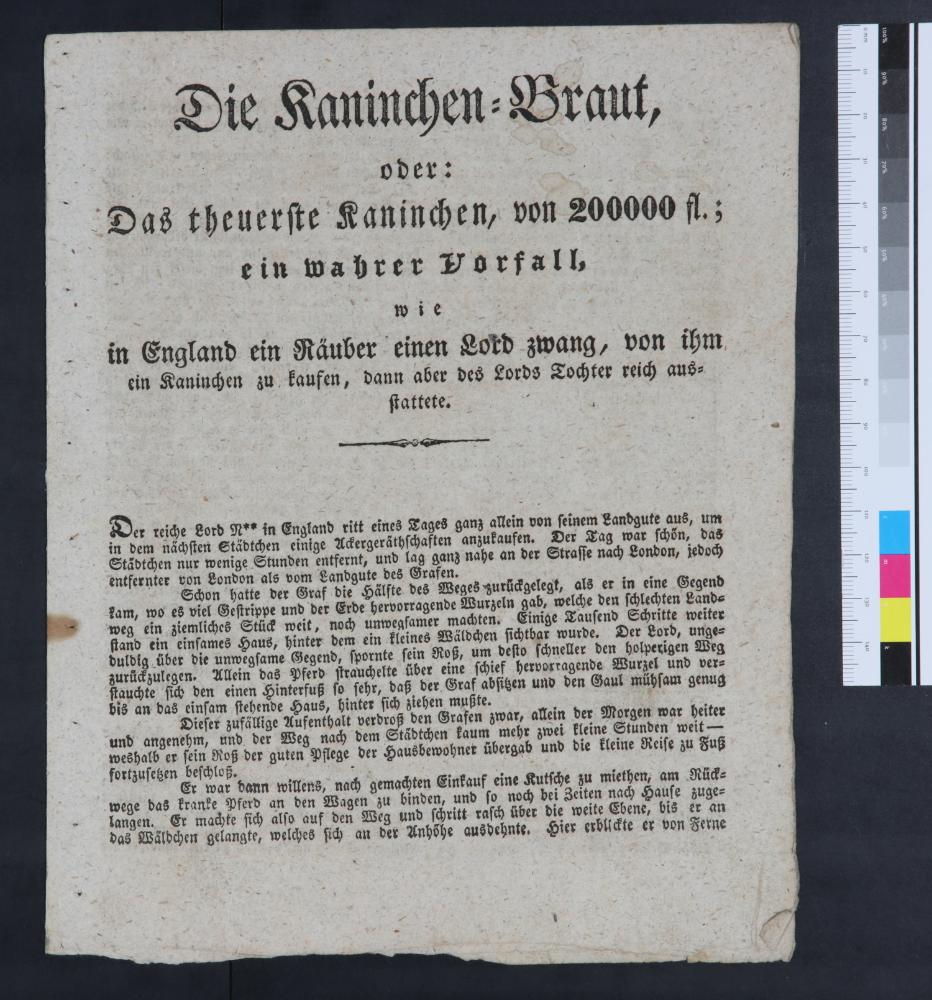 Die Kaninchen-Braut,
oder:
Das theuerste Kaninchen, von 200000 fl.;
ein wahrer Vorfall,
wie
in England ein Räuber einen Lord zwang, von ihm
ein Kaninchen zu kaufen, dann aber des Lords Tochter reich aus-
stattete.
Der reiche Lord N** in England ritt eines Tages ganz allein von seinem Landgute aus, um
in dem nächsten Städtchen einige Ackergeräthschaften anzukaufen. Der Tag war schön, das
Städtchen nur wenige Stunden entfernt, und lag ganz nahe an der Strasse nach London, jedoch
entfernter von London als vom Landgute des Grafen.
Schon hatte der Graf die Hälfte des Weges zurückgelegt, als er in eine Gegend
kam, wo es viel Gestrippe und der Erde hervorragende Wurzeln gab, welche den schlechten Land-
weg ein ziemliches Stück weit, noch unwegsamer machten. Einige Tausend Schritte weiter
stand ein einsames Haus, hinter dem ein kleines Wäldchen sichtbar wurde. Der Lord, unge-
duldig über die unwegsame Gegend, spornte sein Roß, um desto schneller den holperigen Weg
zurückzulegen. Allein das Pferd strauchelte über eine schief hervorragende Wurzel und ver-
stauchte sich den einen Hinterfuß so sehr, daß der Graf absitzen und den Gaul mühsam genug
bis an das einsam stehende Haus, hinter sich ziehen mußte.
Dieser zufällige Aufenthalt verdroß den Grafen zwar, allein der Morgen war heiter
und angenehm, und der Weg nach dem Städtchen kaum mehr zwei kleine Stunden weit —
weshalb er sein Roß der guten Pflege der Hausbewohner übergab und die kleine Reise zu Fuß
fortzusetzen beschloß.
Er war dann willens, nach gemachten Einkauf eine Kutsche zu miethen, am Rück-
wege das kranke Pferd an den Wagen zu binden, und so noch bei Zeiten nach Hause zuge-
langen. Er machte sich also auf den Weg und schritt rasch über die weite Ebene, bis er an
das Wäldchen gelangte, welches sich an der Anhöhe ausdehnte. Hier erblickte er von Ferne